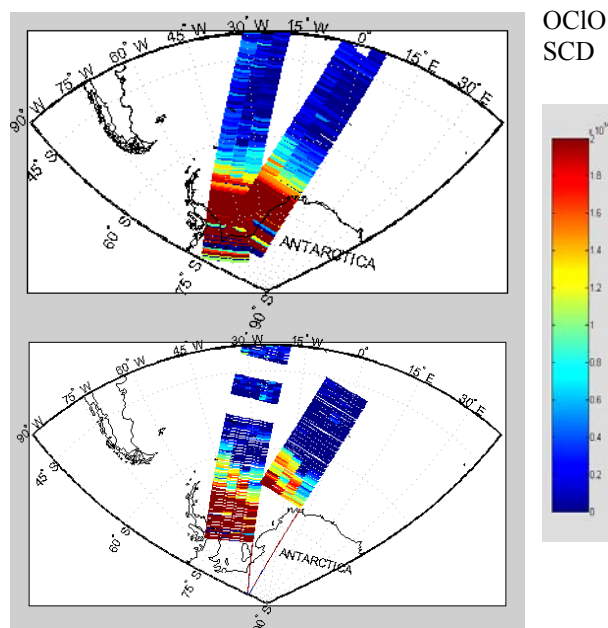 OClO
SCD
90° W
75° W
60° W
45° W
30° W
15° W
0°
15° E
30° E
45° S
60° S
75° S
90° S
ANTARCTICA
2
1.8
1.6
1.4
1.2
1
0.8
0.6
0.4
0.2
0
90° W
75° W
60° W
45° W
30° W
15° W
0°
15° E
30° E
45° S
60° S
75° S
90° S
ANTARCTICA